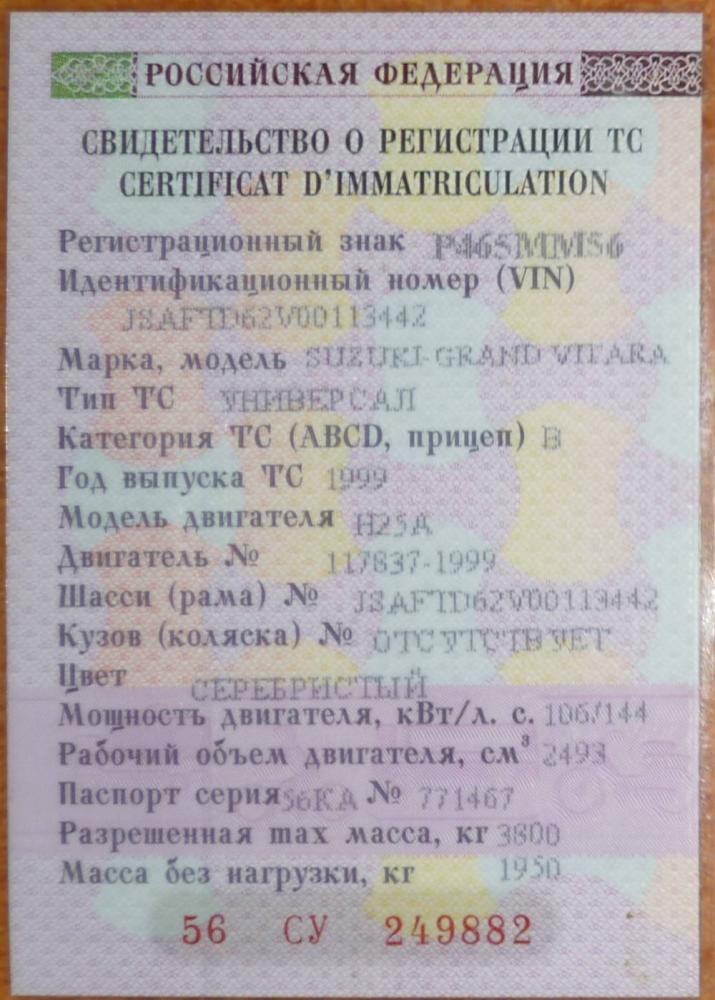 РОССИЙСКАЯ ФЕДЕРАЦИЯ
СВИДЕТЕЛЬСТВО О РЕГИСТРАЦИИ ТС
CERTIFICAT D'IMMATRICULATION
Регистрационный знак Р465ММ56
Идентификационный номер (VIN)
JSAFTD62V00113442
Марка, модель SUZUKI-GRAND VITARA
Тип ТС УНИВЕРСАЛ
Категория ТС (ABCD, прицеп) B
Год выпуска ТС 1999
Модель двигателя H25A
Двигатель № 117837-1999
Шасси (рама) № JSAFTD62V00113442
Кузов (коляска) № ОТСУТСТВУЕТ
Цвет СЕРЕБРИСТЫЙ
Мощность двигателя, кВт/л. с. 106/144
Рабочий объем двигателя, см³ 2493
Паспорт серия 56КА № 771467
Разрешенная max масса, кг 3800
Масса без нагрузки, кг 1950
56 СУ 249882